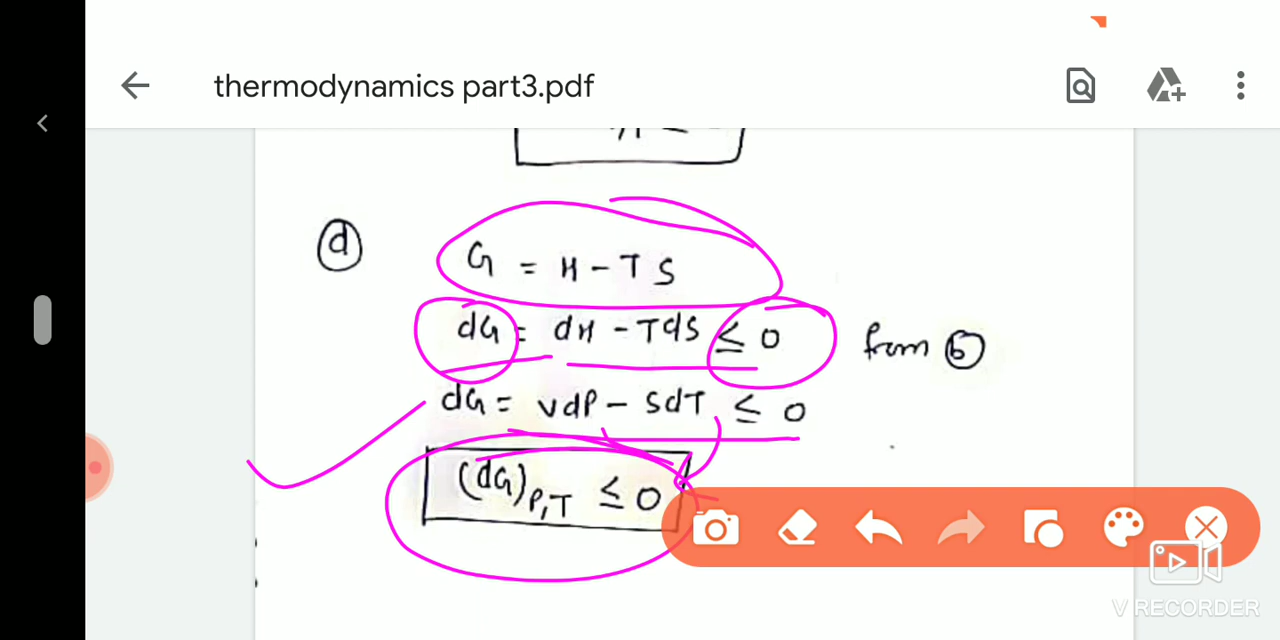 thermodynamics part3.pdf
(d) G = H - TS
dG = dH - TdS ≤ 0 from (b)
dG = VdP - SdT ≤ 0
(dG)P,T ≤ 0
V RECORDER